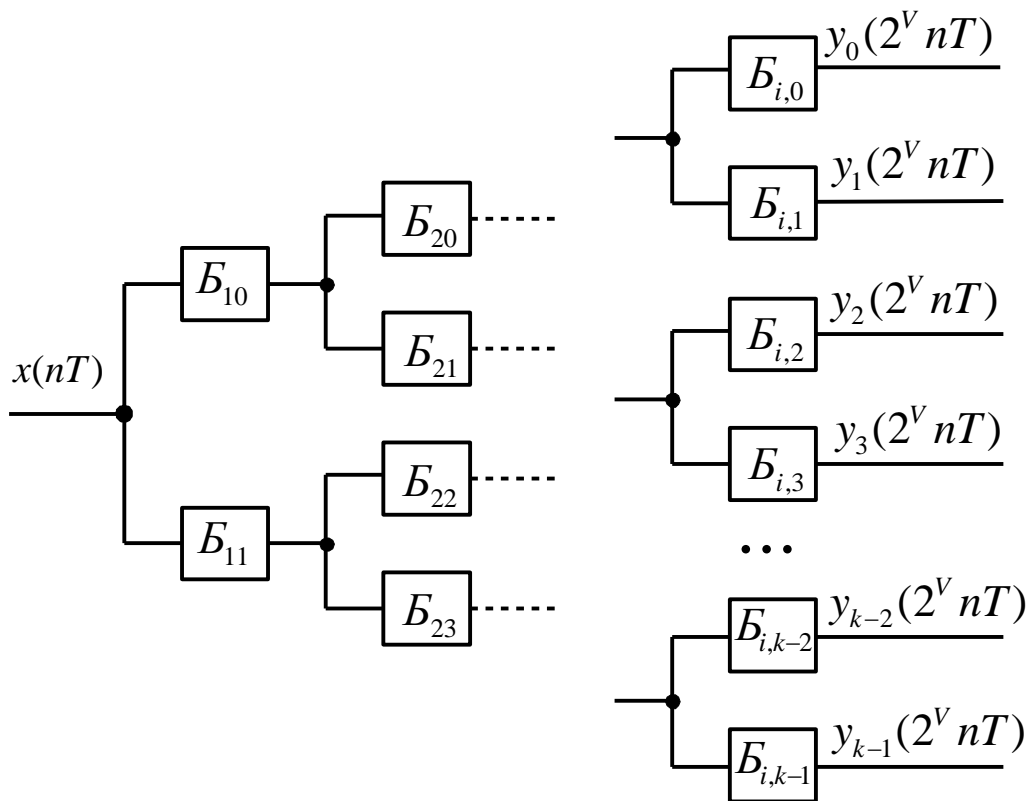 y_0(2^V nT)
Б_{i,0}
y_1(2^V nT)
Б_{i,1}
Б_{20}
Б_{10}
Б_{21}
x(nT)
y_2(2^V nT)
Б_{i,2}
y_3(2^V nT)
Б_{i,3}
Б_{22}
Б_{11}
Б_{23}
...
y_{k-2}(2^V nT)
Б_{i,k-2}
y_{k-1}(2^V nT)
Б_{i,k-1}